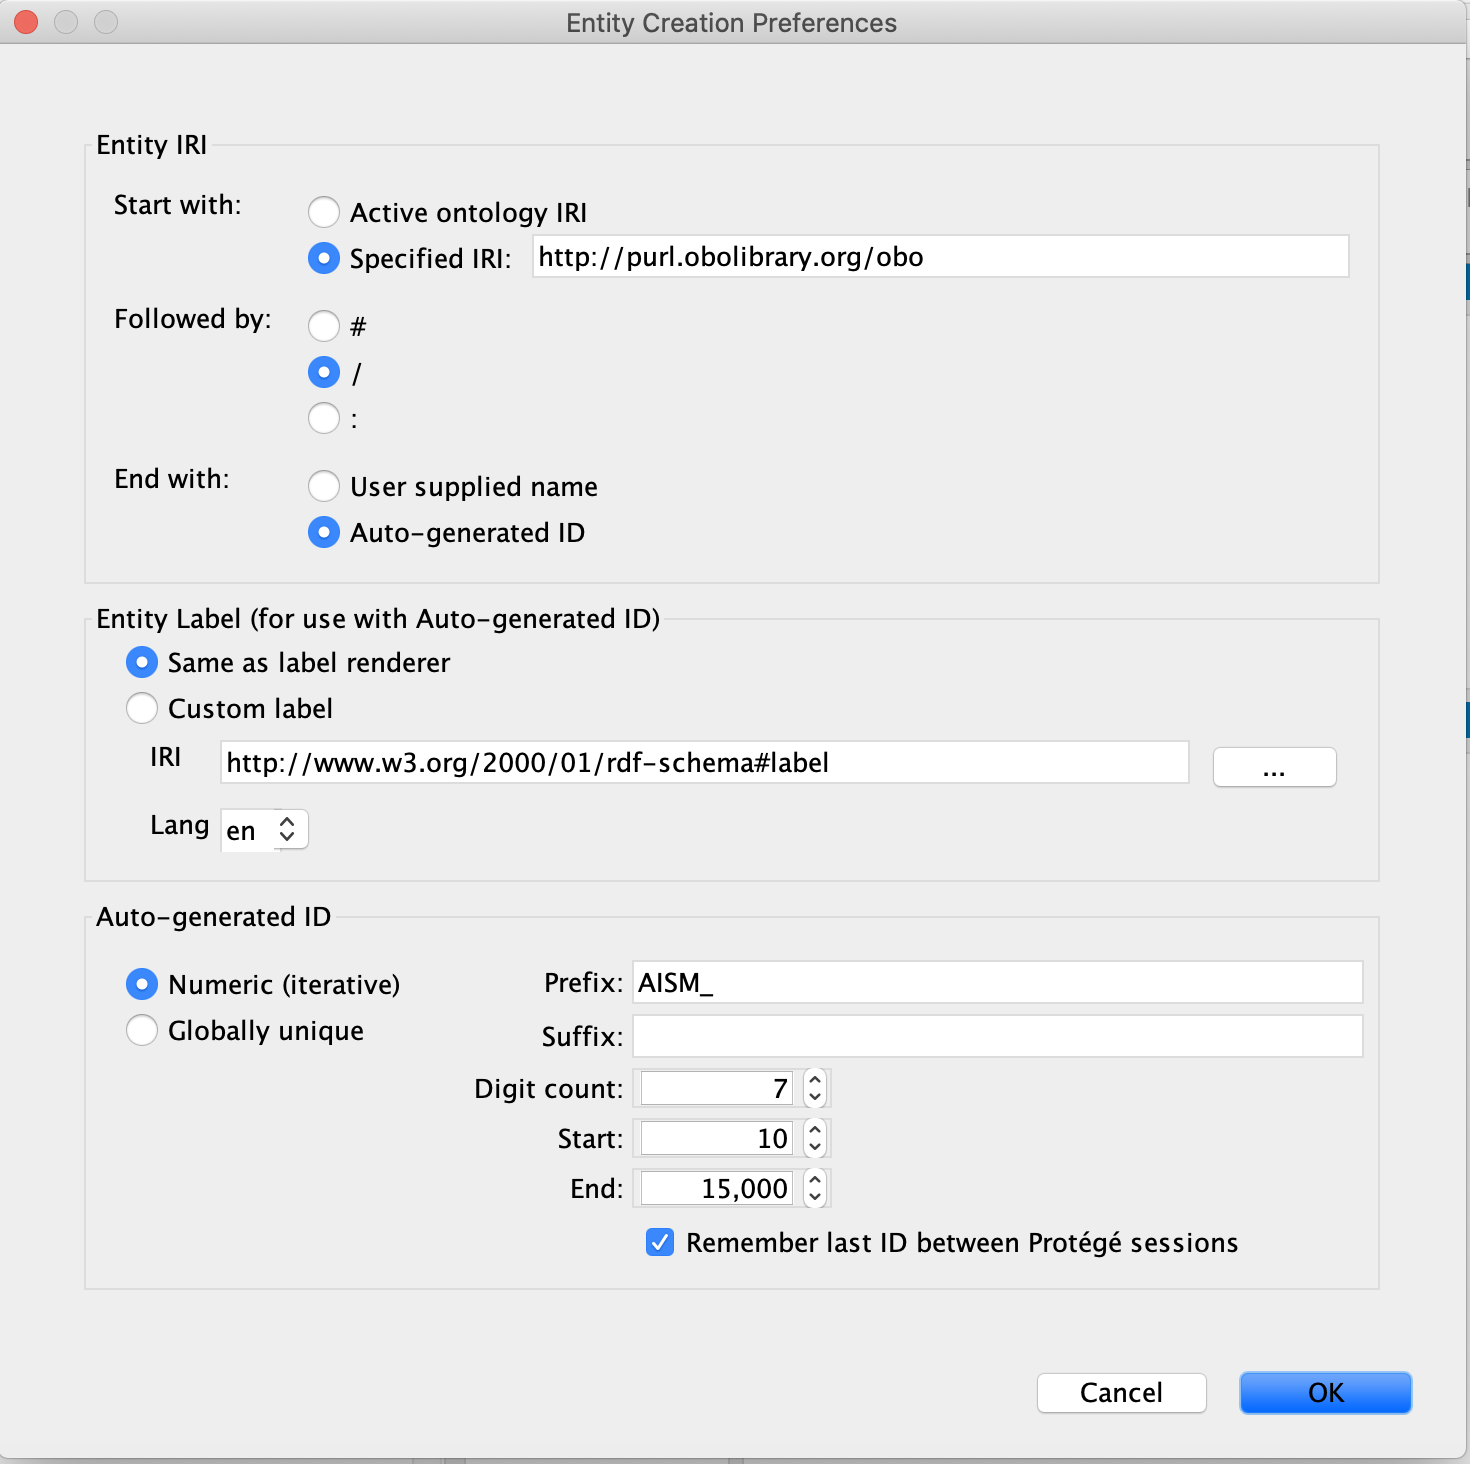 Entity Creation Preferences
Entity IRI
Start with:
Active ontology IRI
Specified IRI: http://purl.obolibrary.org/obo
Followed by:
#
/
:
End with:
User supplied name
Auto-generated ID
Entity Label (for use with Auto-generated ID)
Same as label renderer
Custom label
IRI http://www.w3.org/2000/01/rdf-schema#label ...
Lang en
Auto-generated ID
Numeric (iterative)
Globally unique
Prefix: AISM_
Suffix:
Digit count: 7
Start: 10
End: 15,000
Remember last ID between Protégé sessions
Cancel OK